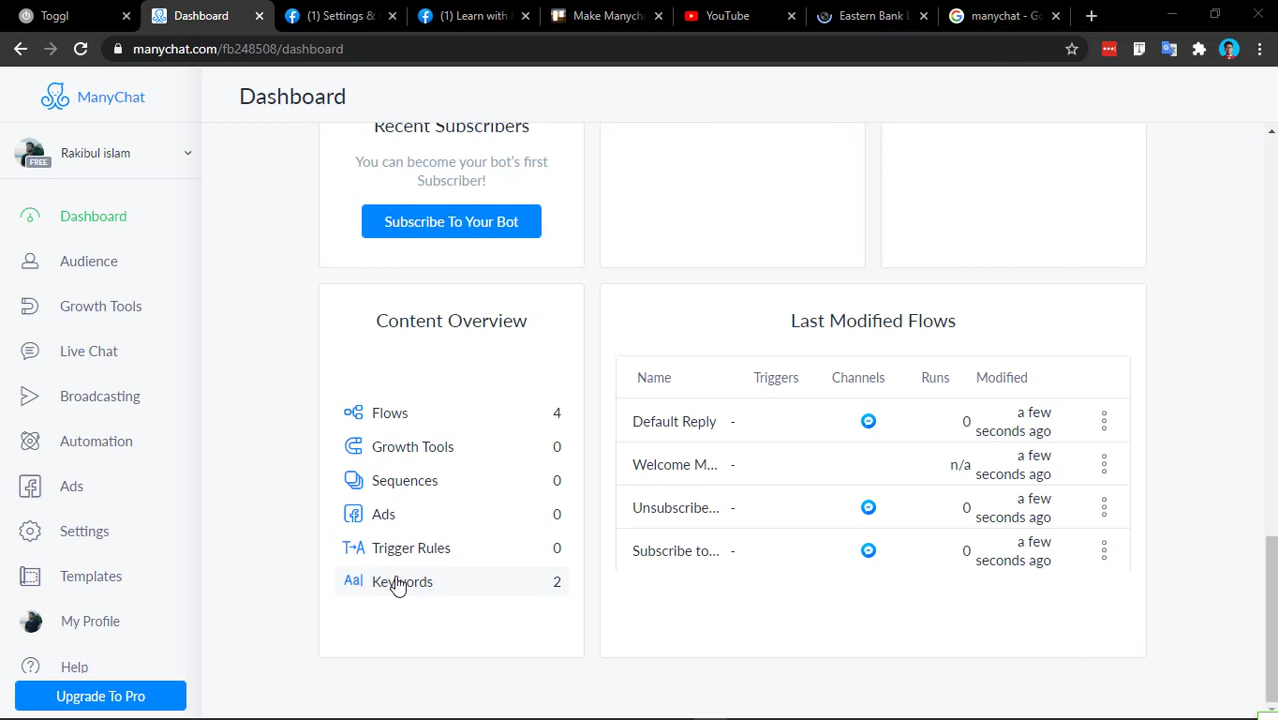 Toggl
Dashboard
(1) Settings &
(1) Learn with
Make Manych
YouTube
Eastern Bank L
manychat - Go
manychat.com/fb248508/dashboard
ManyChat
Dashboard
Rakibul islam
FREE
Dashboard
Audience
Growth Tools
Live Chat
Broadcasting
Automation
Ads
Settings
Templates
My Profile
Help
Upgrade To Pro
Recent Subscribers
You can become your bot's first
Subscriber!
Subscribe To Your Bot
Content Overview
Flows 4
Growth Tools 0
Sequences 0
Ads 0
T→A Trigger Rules 0
Aa| Keywords 2
Last Modified Flows
Name Triggers Channels Runs Modified
Default Reply - 0 a few
seconds ago
Welcome M... - n/a a few
seconds ago
Unsubscribe... - 0 a few
seconds ago
Subscribe to... - 0 a few
seconds ago